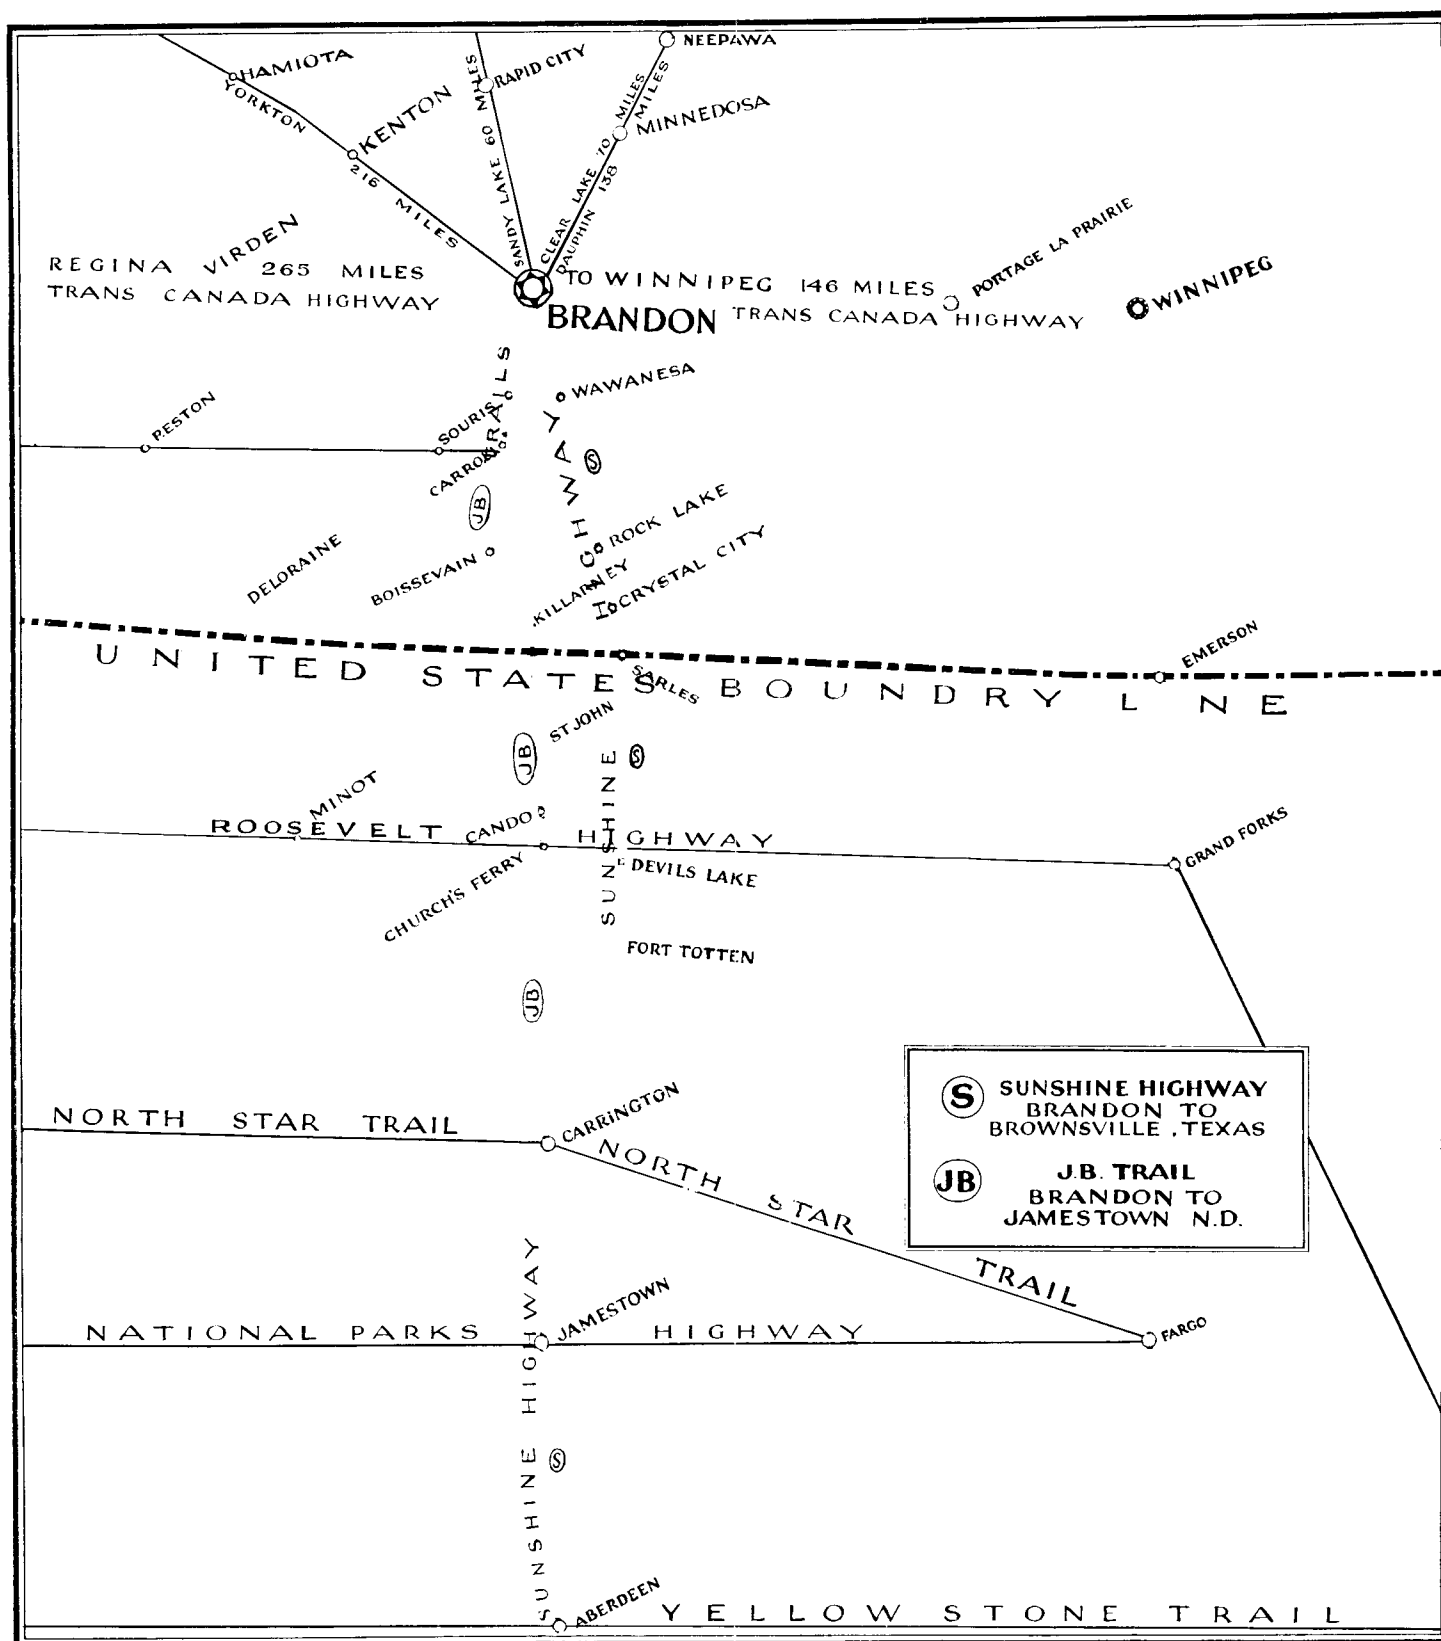 NEEPAWA
HAMIOTA
RAPID CITY
YORKTON
KENTON
MINNEDOSA
216 MILES
SANDY LAKE 60 MILES
CLEAR LAKE 70 MILES
DAUPHIN 138 MILES
VIRDEN
PORTAGE LA PRAIRIE
REGINA 265 MILES
TRANS CANADA HIGHWAY
TO WINNIPEG 146 MILES
WINNIPEG
BRANDON
TRANS CANADA HIGHWAY
TRAILS
WAWANESA
RESTON
SOURIS
HIGHWAY
S
JB
ROCK LAKE
CRYSTAL CITY
DELORAINE
BOISSEVAIN
KILLARNEY
EMERSON
UNITED STATES BOUNDRY L NE
SARLES
ST JOHN
JB
SUNSHINE
S
MINOT
ROOSEVELT HIGHWAY
CANDO
GRAND FORKS
CHURCH'S FERRY
DEVILS LAKE
FORT TOTTEN
JB
S SUNSHINE HIGHWAY
BRANDON TO
BROWNSVILLE, TEXAS
JB J.B. TRAIL
BRANDON TO
JAMESTOWN N.D.
NORTH STAR TRAIL
CARRINGTON
NORTH STAR TRAIL
SUNSHINE HIGHWAY
JAMESTOWN
NATIONAL PARKS HIGHWAY
FARGO
S
ABERDEEN
YELLOW STONE TRAIL